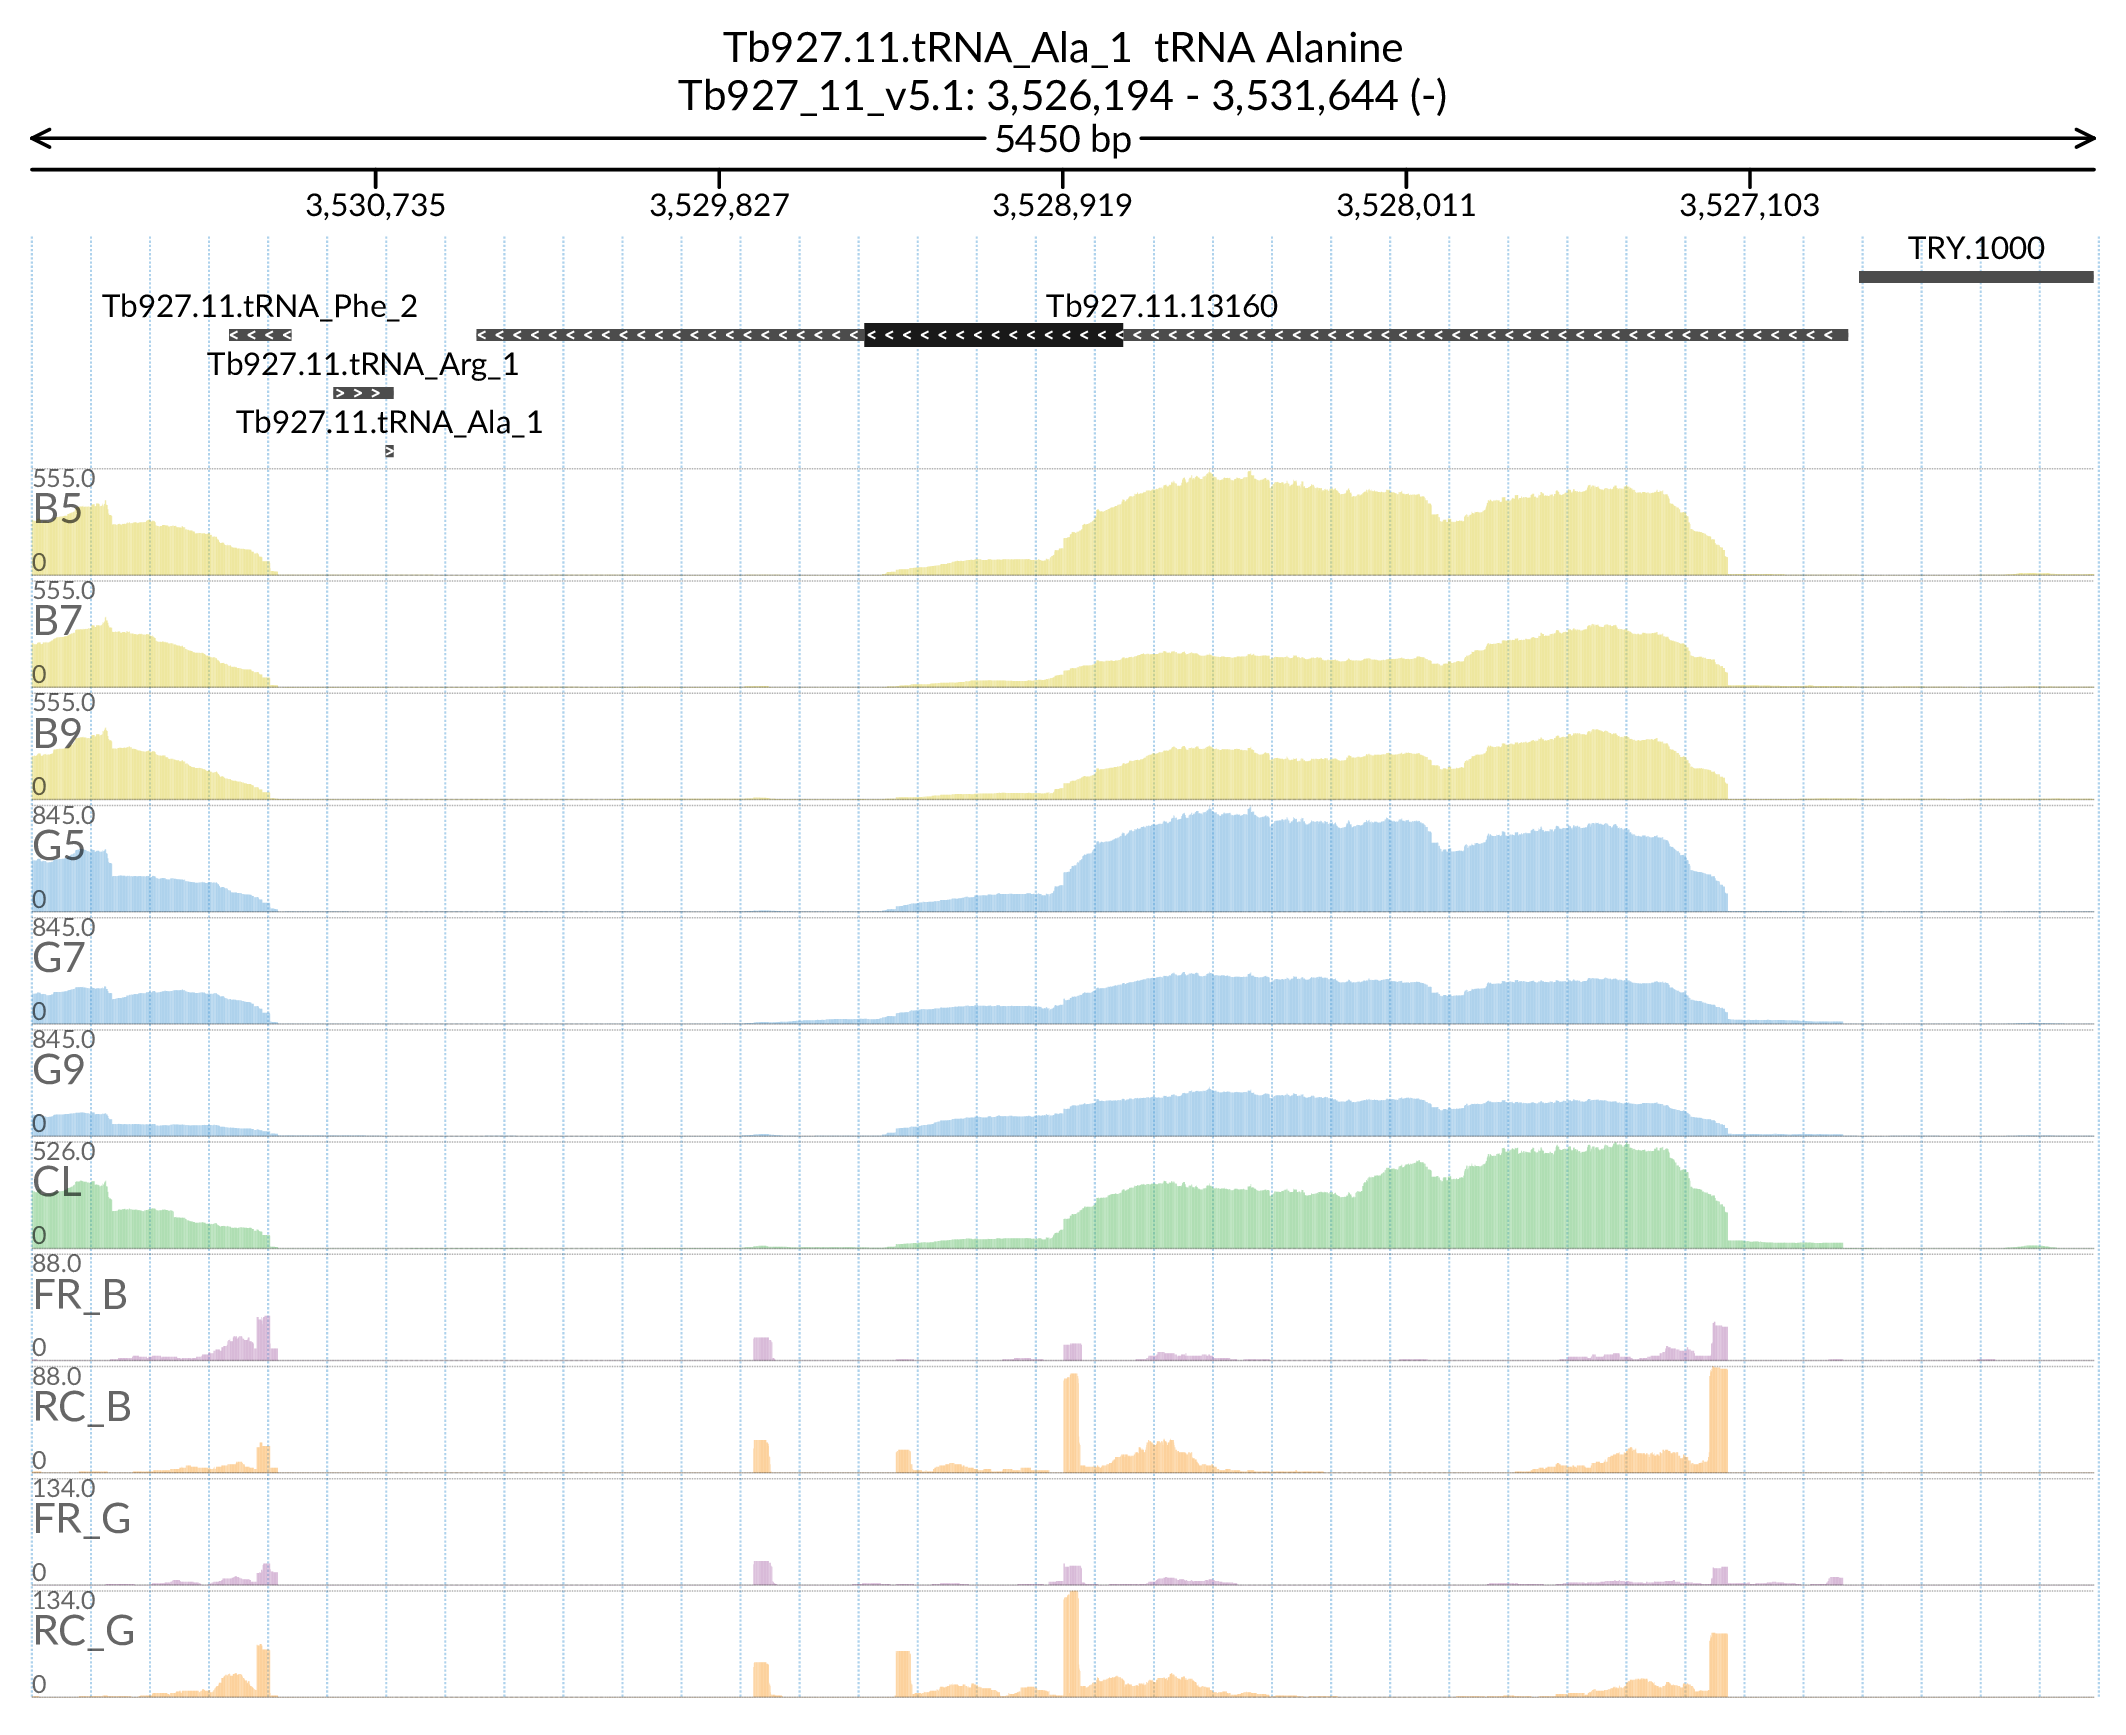 Tb927.11.tRNA_Ala_1 tRNA Alanine
Tb927_11_v5.1: 3,526,194 - 3,531,644 (-)
5450 bp
3,530,735 3,529,827 3,528,919 3,528,011 3,527,103
TRY.1000
Tb927.11.tRNA_Phe_2 Tb927.11.13160
Tb927.11.tRNA_Arg_1
Tb927.11.tRNA_Ala_1
555.0
B5
0
555.0
B7
0
555.0
B9
0
845.0
G5
0
845.0
G7
0
845.0
G9
0
526.0
CL
0
88.0
FR_B
0
88.0
RC_B
0
134.0
FR_G
0
134.0
RC_G
0